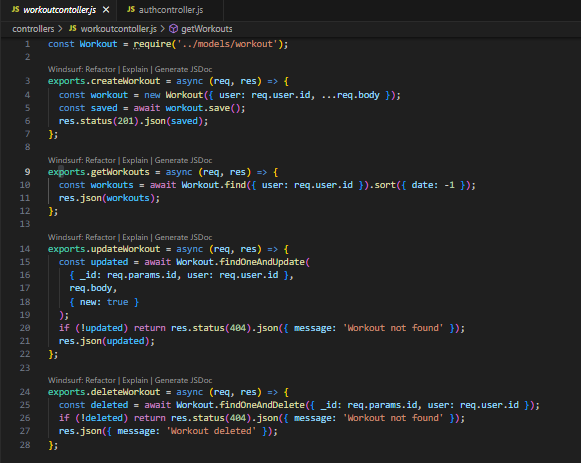 workoutcontoller.js × authcontroller.js
controllers > workoutcontoller.js > getWorkouts
1 const Workout = require('../models/workout');
2
Windsurf: Refactor | Explain | Generate JSDoc
3 exports.createWorkout = async (req, res) => {
4 const workout = new Workout({ user: req.user.id, ...req.body });
5 const saved = await workout.save();
6 res.status(201).json(saved);
7 };
8
Windsurf: Refactor | Explain | Generate JSDoc
9 exports.getWorkouts = async (req, res) => {
10 const workouts = await Workout.find({ user: req.user.id }).sort({ date: -1 });
11 res.json(workouts);
12 };
13
Windsurf: Refactor | Explain | Generate JSDoc
14 exports.updateWorkout = async (req, res) => {
15 const updated = await Workout.findOneAndUpdate(
16 { _id: req.params.id, user: req.user.id },
17 req.body,
18 { new: true }
19 );
20 if (!updated) return res.status(404).json({ message: 'Workout not found' });
21 res.json(updated);
22 };
23
Windsurf: Refactor | Explain | Generate JSDoc
24 exports.deleteWorkout = async (req, res) => {
25 const deleted = await Workout.findOneAndDelete({ _id: req.params.id, user: req.user.id });
26 if (!deleted) return res.status(404).json({ message: 'Workout not found' });
27 res.json({ message: 'Workout deleted' });
28 };